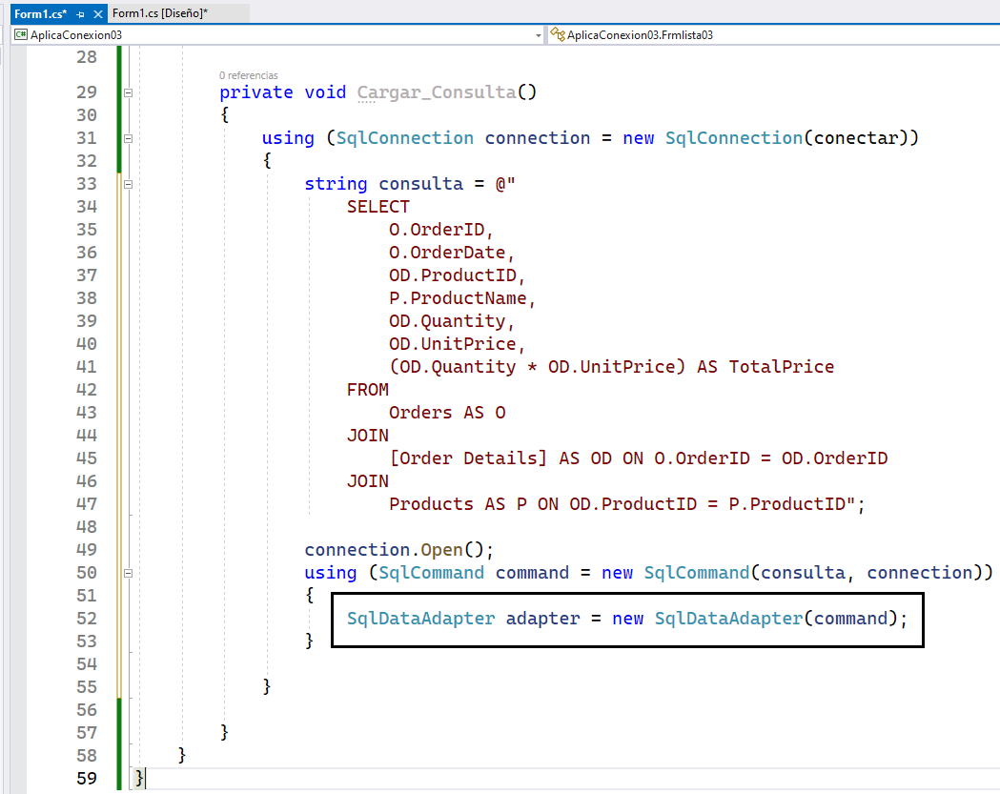 Form1.cs* Form1.cs [Diseño]*
C# AplicaConexion03 AplicaConexion03.Frmlista03
28
0 referencias
29 private void Cargar_Consulta()
30 {
31 using (SqlConnection connection = new SqlConnection(conectar))
32 {
33 string consulta = @"
34 SELECT
35 O.OrderID,
36 O.OrderDate,
37 OD.ProductID,
38 P.ProductName,
39 OD.Quantity,
40 OD.UnitPrice,
41 (OD.Quantity * OD.UnitPrice) AS TotalPrice
42 FROM
43 Orders AS O
44 JOIN
45 [Order Details] AS OD ON O.OrderID = OD.OrderID
46 JOIN
47 Products AS P ON OD.ProductID = P.ProductID";
48
49 connection.Open();
50 using (SqlCommand command = new SqlCommand(consulta, connection))
51 {
52 SqlDataAdapter adapter = new SqlDataAdapter(command);
53 }
54
55 }
56
57 }
58 }
59 }